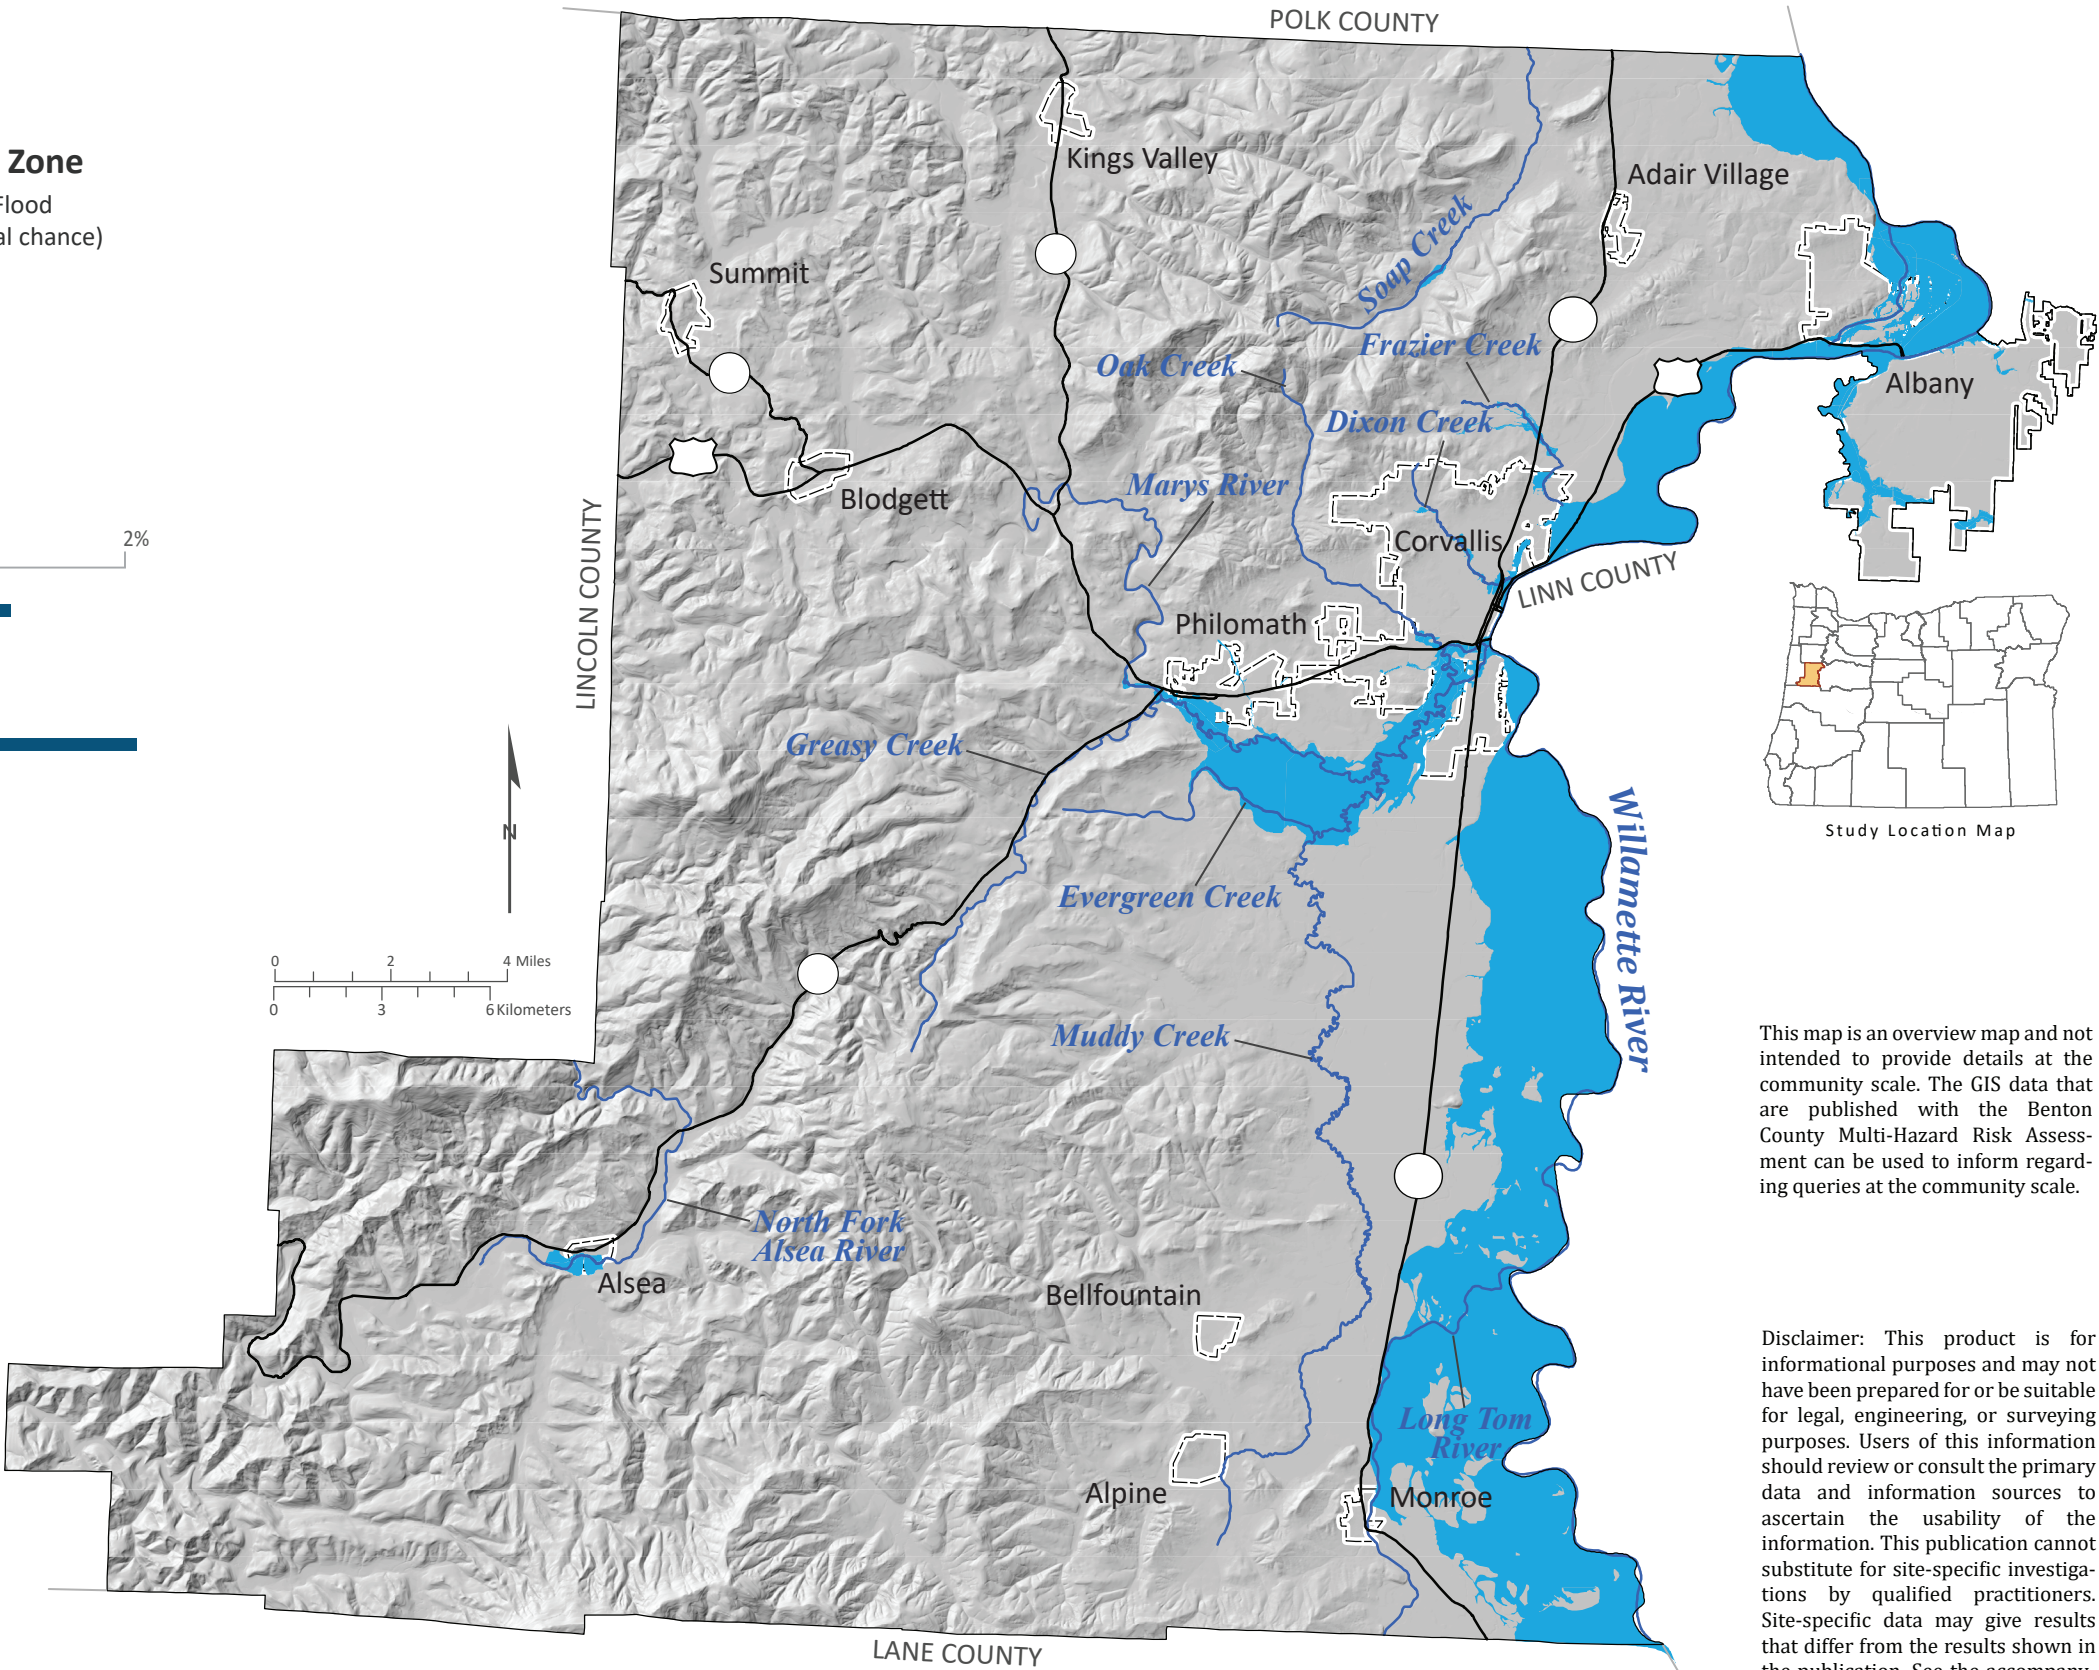 POLK COUNTY
Zone
Flood
al chance)
Kings Valley
Adair Village
Soap Creek
Summit
Frazier Creek
Oak Creek
Albany
Dixon Creek
Marys River
Blodgett
2%
Corvallis
LINN COUNTY
LINCOLN COUNTY
Philomath
Greasy Creek
Willamette River
N
Study Location Map
Evergreen Creek
0 2 4 Miles
0 3 6 Kilometers
Muddy Creek
This map is an overview map and not
intended to provide details at the
community scale. The GIS data that
are published with the Benton
County Multi-Hazard Risk Assess-
ment can be used to inform regard-
ing queries at the community scale.
North Fork
Alsea River
Alsea
Bellfountain
Long Tom
River
Alpine
Monroe
Disclaimer: This product is for
informational purposes and may not
have been prepared for or be suitable
for legal, engineering, or surveying
purposes. Users of this information
should review or consult the primary
data and information sources to
ascertain the usability of the
information. This publication cannot
substitute for site-specific investiga-
tions by qualified practitioners.
Site-specific data may give results
that differ from the results shown in
the publication. See the accompany-
LANE COUNTY